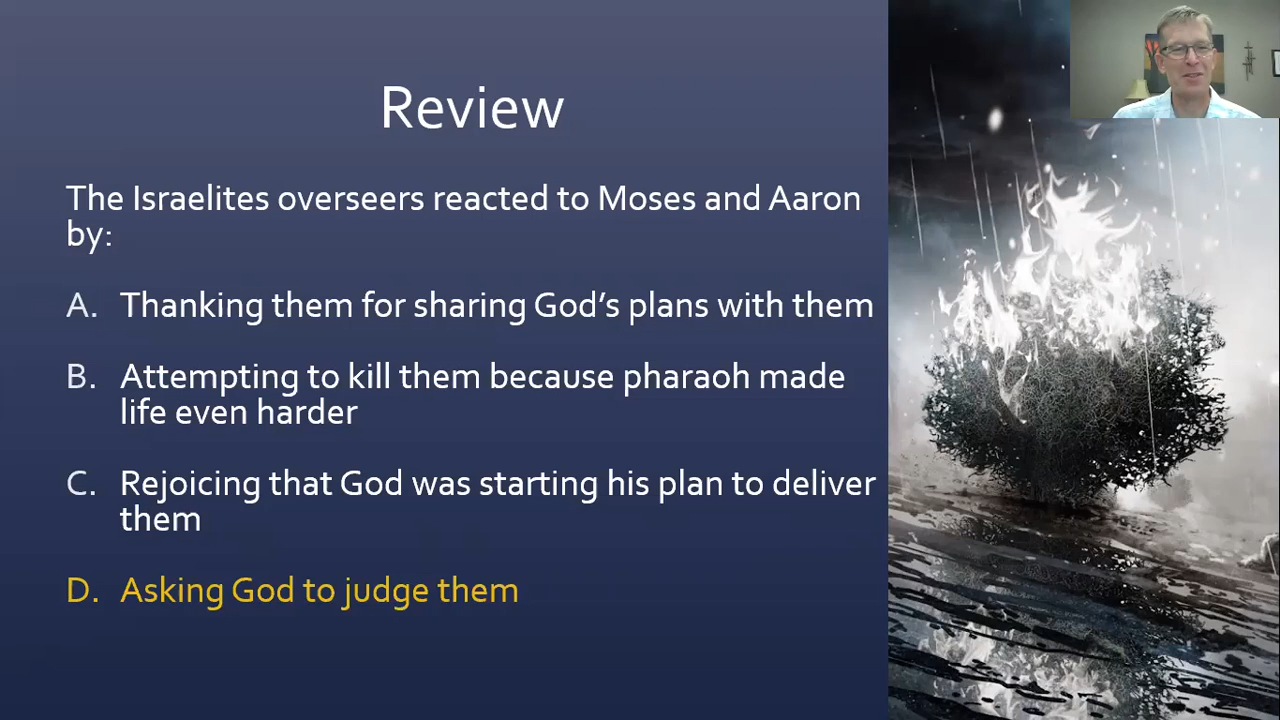 Review
The Israelites overseers reacted to Moses and Aaron
by:
A. Thanking them for sharing God’s plans with them
B. Attempting to kill them because pharaoh made
life even harder
C. Rejoicing that God was starting his plan to deliver
them
D. Asking God to judge them